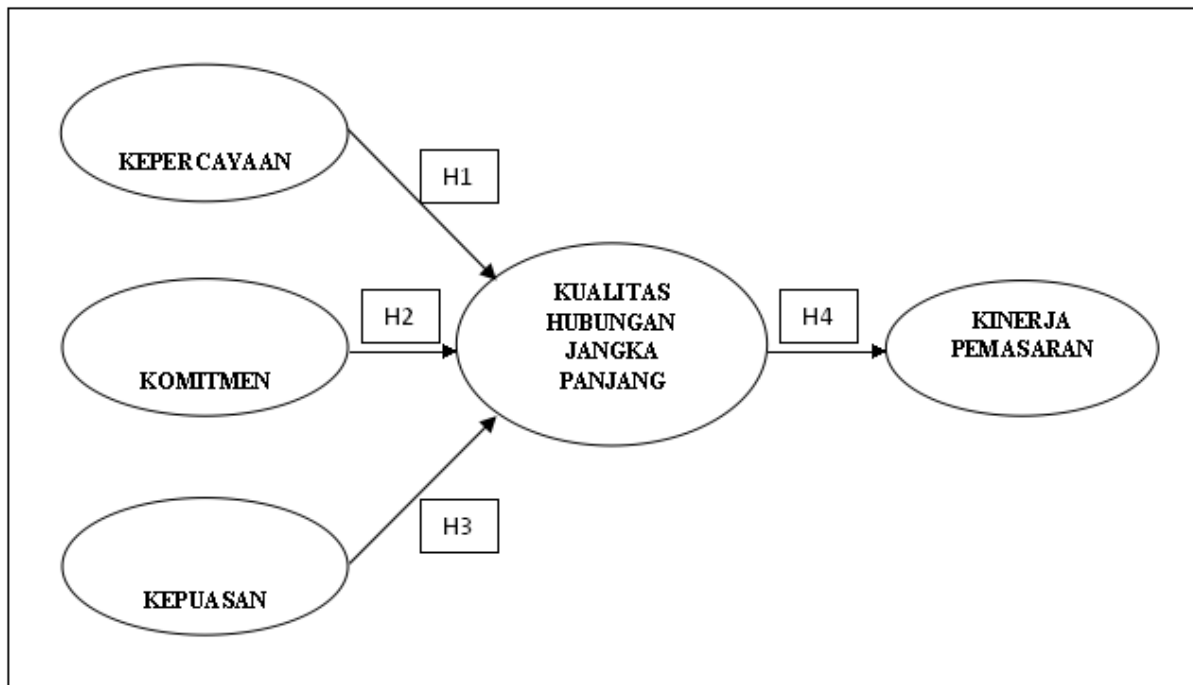 KEPERCAYAAN
H1
KOMITMEN
H2
KEPUASAN
H3
KUALITAS
HUBUNGAN
JANGKA
PANJANG
H4
KINERJA
PEMASARAN